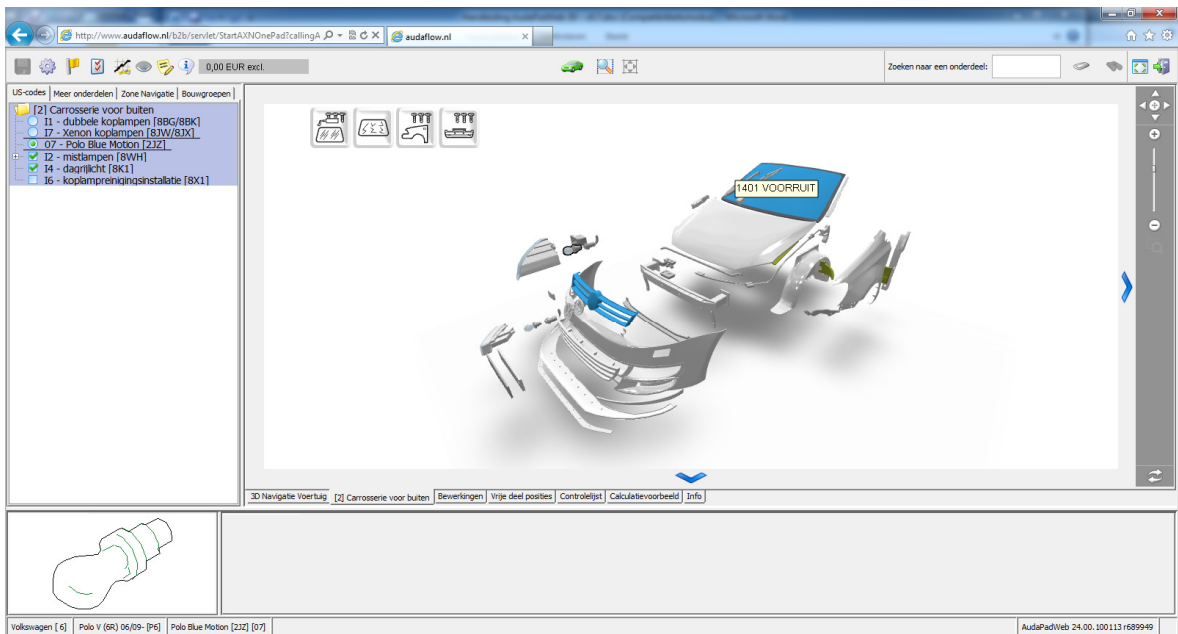 http://www.audaflow.nl/b2b/servlet/StartAXNOnePad?callingA
audaflow.nl
0,00 EUR excl.
Zoeken naar een onderdeel:
US-codes Meer onderdelen Zone Navigatie Bouwgroepen
[2] Carrosserie voor buiten
I1 - dubbele koplampen [8BG/8BK]
I7 - Xenon koplampen [8JW/8JX]
07 - Polo Blue Motion [2JZ]
I2 - mistlampen [8WH]
I4 - dagrijlicht [8K1]
I6 - koplampreinigingsinstallatie [8X1]
1401 VOORRUIT
3D Navigatie Voertuig [2] Carrosserie voor buiten Bewerkingen Vrije deel posities Controlelijst Calculatievoorbeeld Info
Volkswagen [ 6] Polo V (6R) 06/09- [P6] Polo Blue Motion [2JZ] [07] AudaPadWeb 24.00.100113 r689949